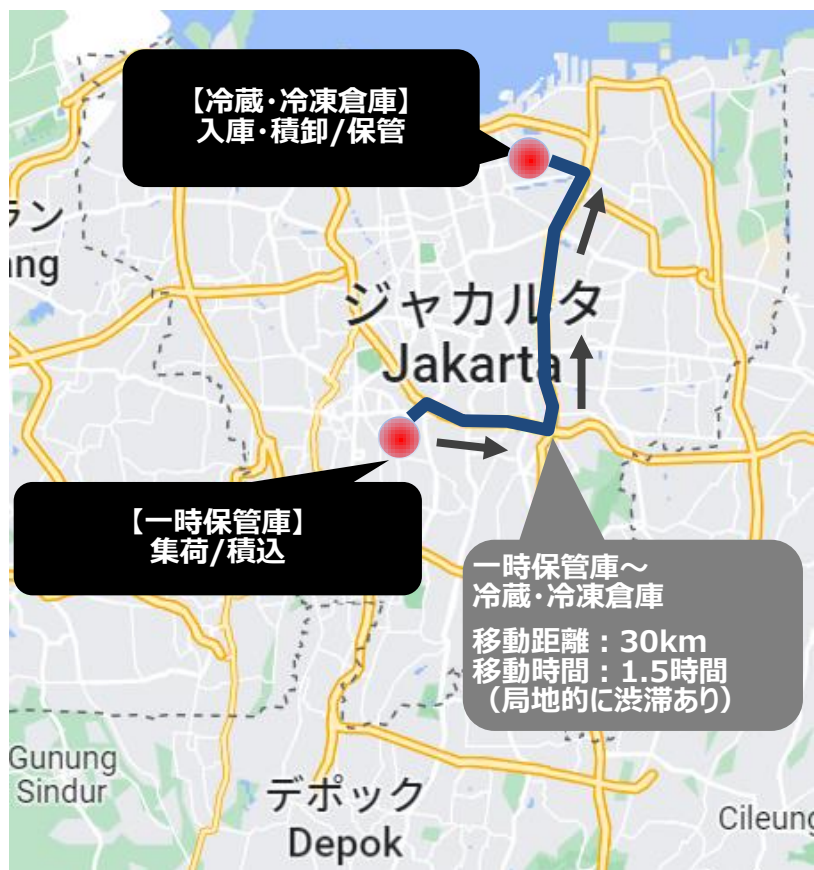 【冷蔵・冷凍倉庫】
入庫・積卸/保管
ラン
ang
ジャカルタ
Jakarta
【一時保管庫】
集荷/積込
一時保管庫～
冷蔵・冷凍倉庫
移動距離：30km
移動時間：1.5時間
（局地的に渋滞あり）
Gunung
Sindur
デポック
Depok
Cileung